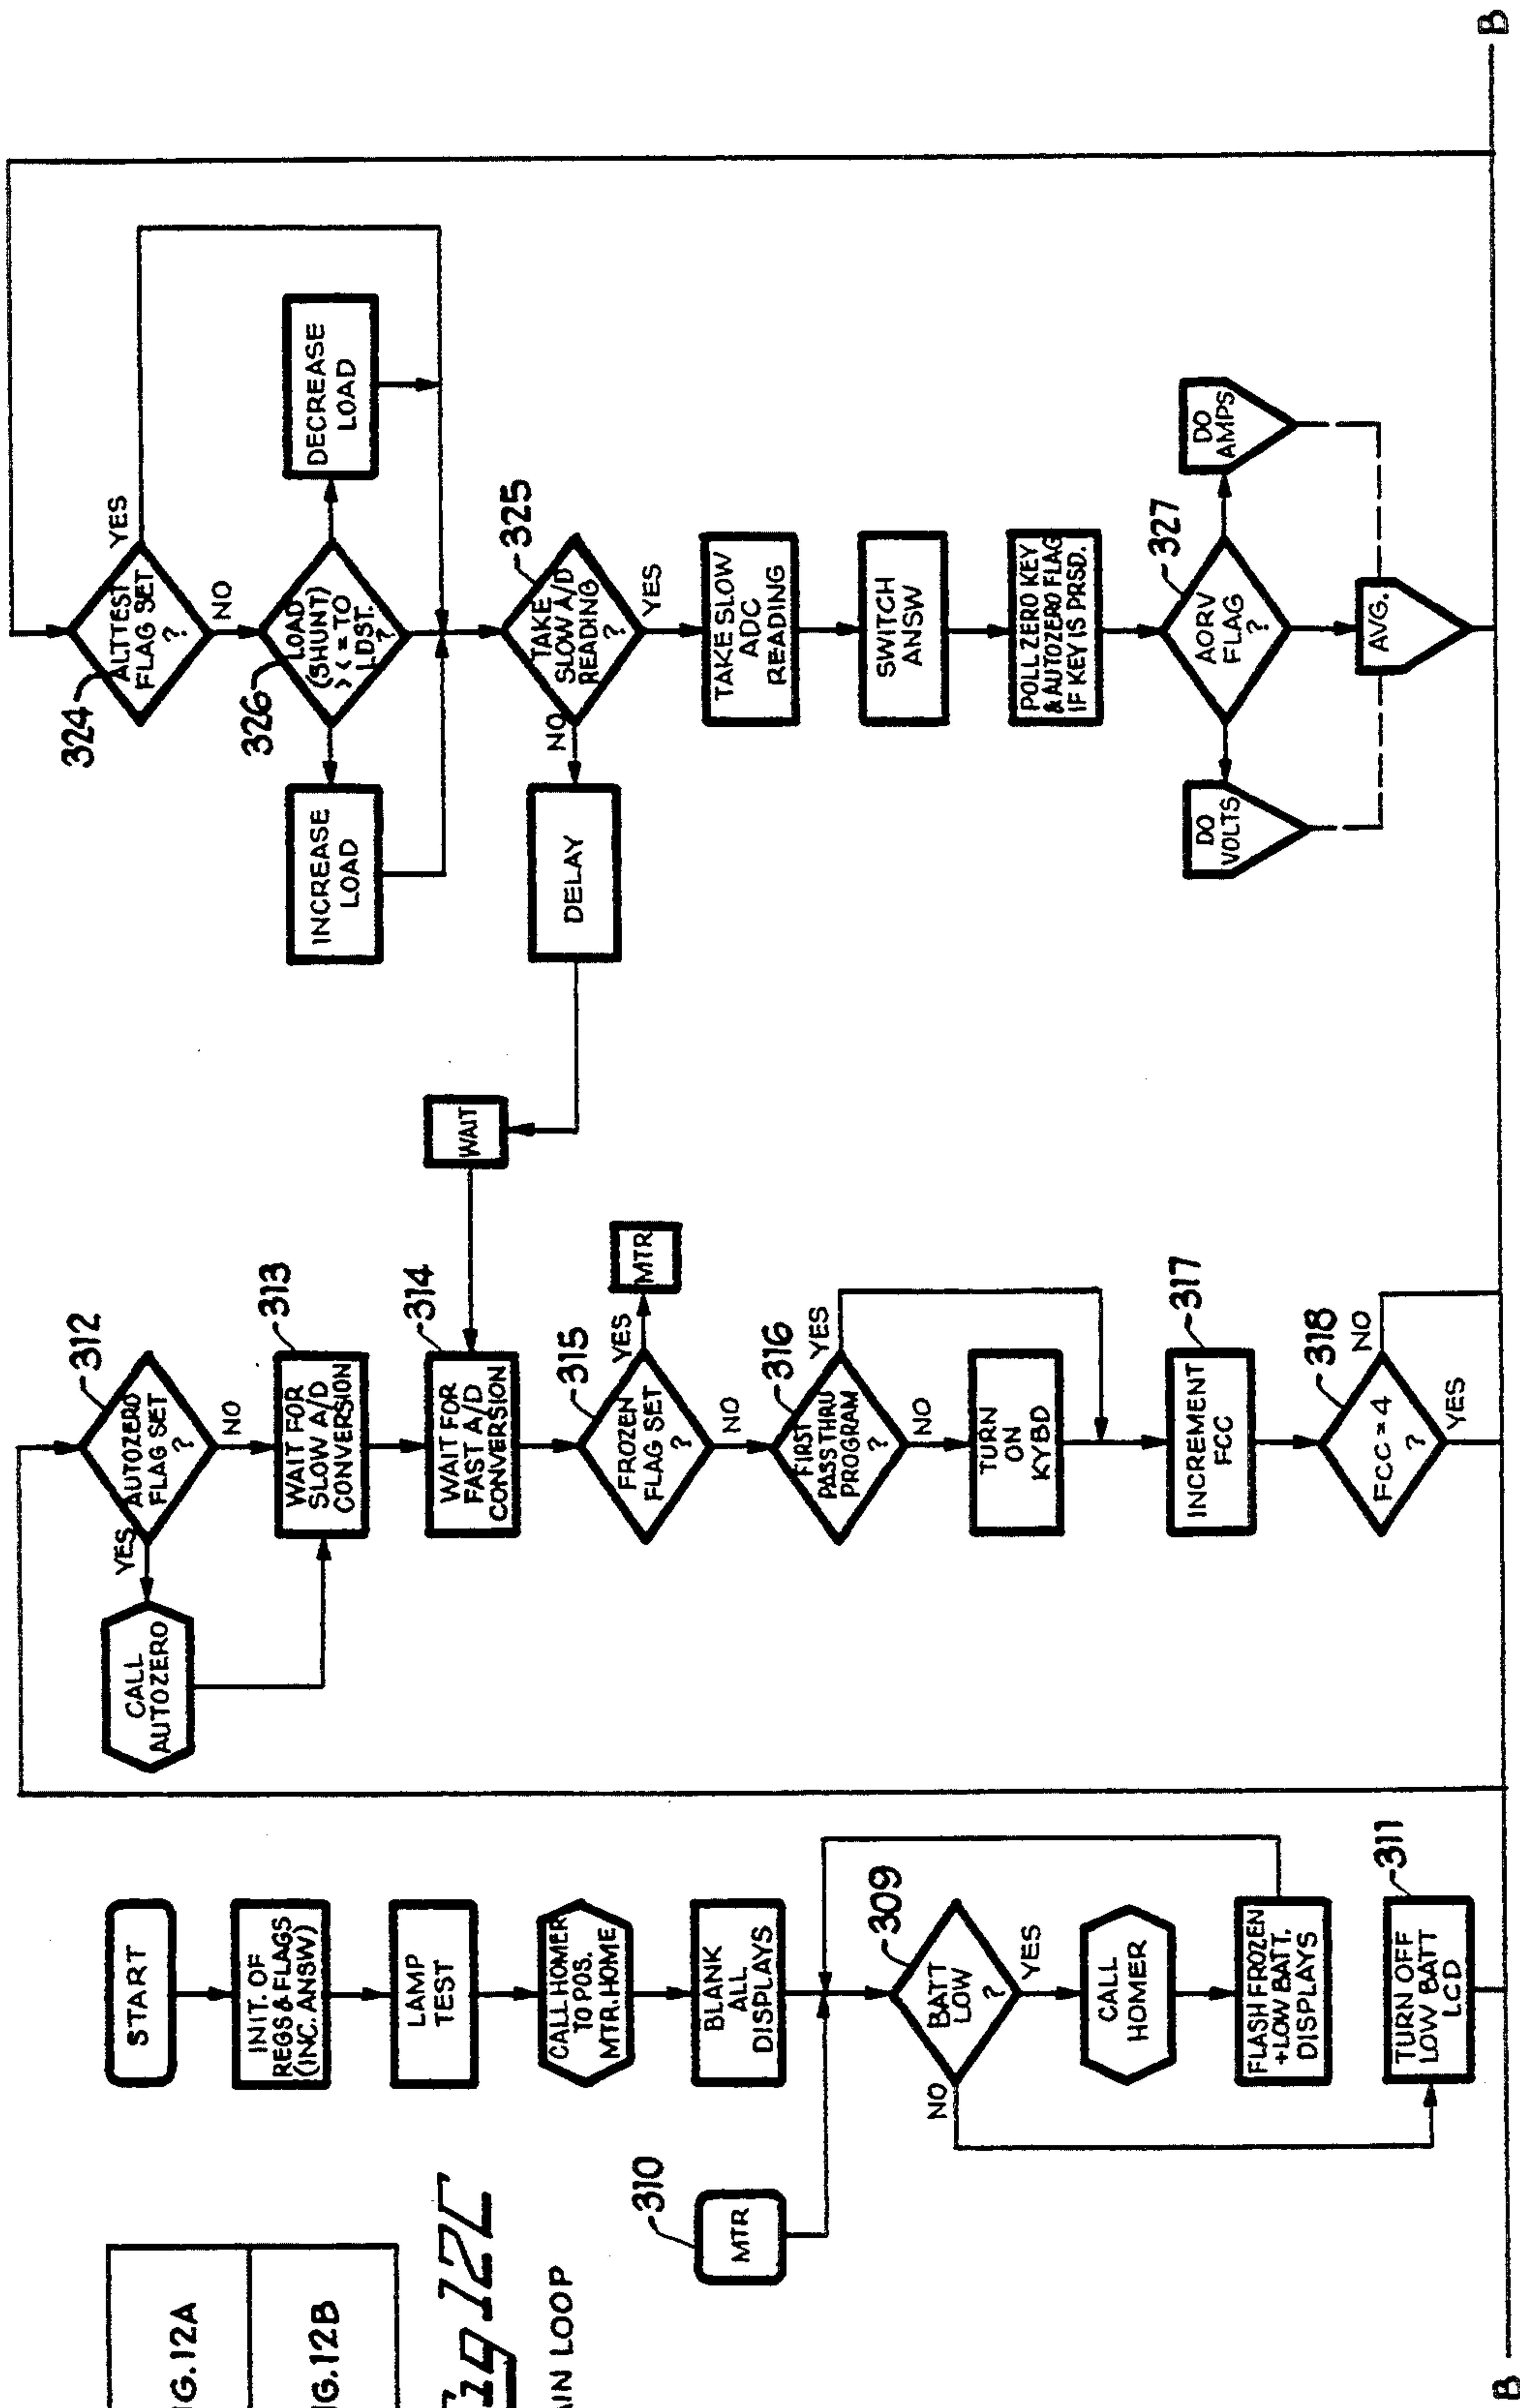 G.12A
G.12B
Fig 12C
AIN LOOP
START
INIT. OF
REGS & FLAGS
(INC. ANSW)
LAMP
TEST
CALL HOMER
TO POS.
MTR. HOME
BLANK
ALL
DISPLAYS
310
MTR
309
BATT
LOW
?
NO
YES
CALL
HOMER
FLASH FROZEN
+LOW BATT.
DISPLAYS
311
TURN OFF
LOW BATT
LCD
B
312
AUTOZERO
FLAG SET
?
YES
NO
CALL
AUTOZERO
313
WAIT FOR
SLOW A/D
CONVERSION
314
WAIT FOR
FAST A/D
CONVERSION
WAIT
315
FROZEN
FLAG SET
?
YES
MTR
NO
316
FIRST
PASS THRU
PROGRAM
?
YES
NO
TURN
ON
KYBD
317
INCREMENT
FCC
318
FCC = 4
?
NO
YES
324
ALTTEST
FLAG SET
?
YES
NO
326
LOAD
(SHUNT)
> < = TO
LDST.
?
INCREASE
LOAD
DECREASE
LOAD
325
TAKE
SLOW A/D
READING
?
NO
YES
DELAY
TAKE SLOW
ADC
READING
SWITCH
ANSW
POLL ZERO KEY
& AUTOZERO FLAG
IF KEY IS PRSD.
327
AORV
FLAG
?
DO
VOLTS
DO
AMPS
AVG.
B